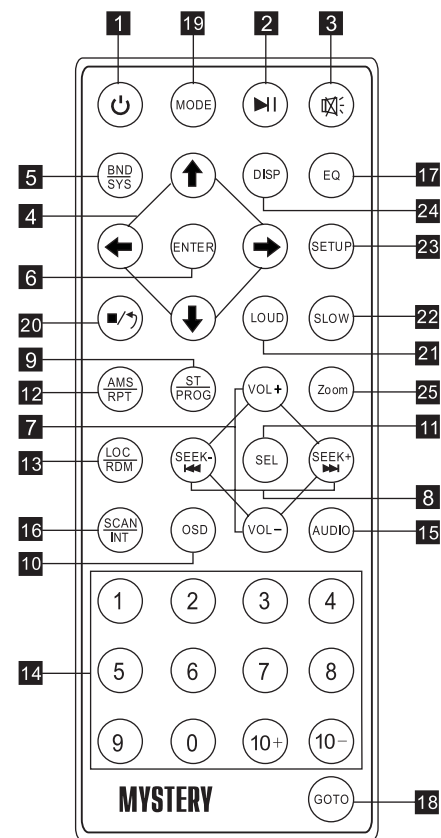 1 19 2 3
MODE
5 BND SYS DISP EQ 17
4 24
ENTER SETUP 23
6
20 LOUD SLOW 22
9 21
12 AMS RPT ST PROG VOL+ Zoom 25
7 11
13 LOC RDM SEEK- SEL SEEK+
8
16 SCAN INT OSD VOL- AUDIO 15
10
1 2 3 4
14 5 6 7 8
9 0 10+ 10-
MYSTERY GOTO 18